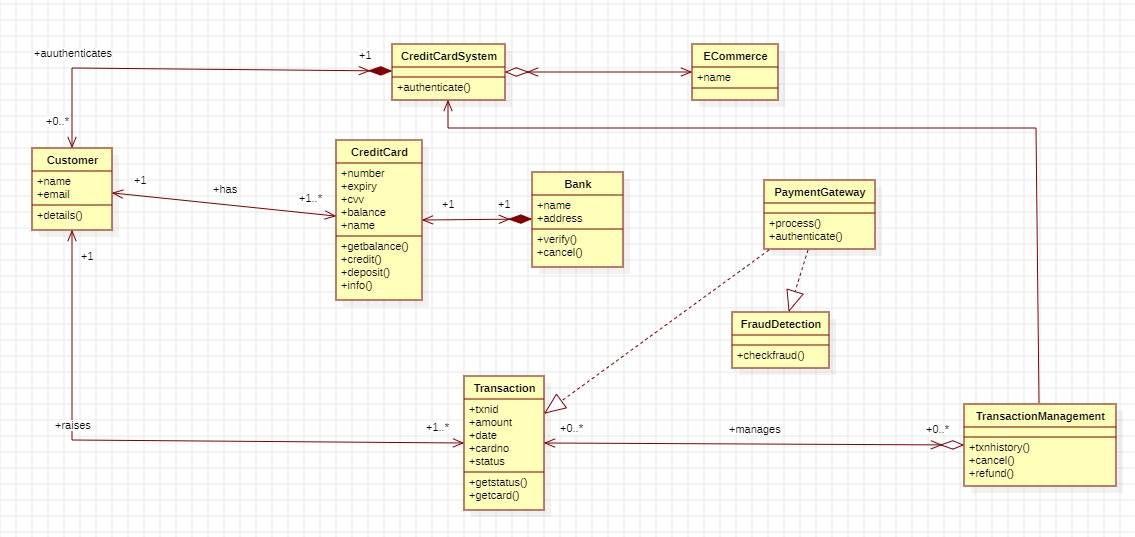 +auuthenticates
+1
CreditCardSystem
+authenticate()
ECommerce
+name
+0..*
Customer
+name
+email
+details()
+1
+has
+1..*
CreditCard
+number
+expiry
+cvv
+balance
+name
+getbalance()
+credit()
+deposit()
+info()
+1
+1
Bank
+name
+address
+verify()
+cancel()
PaymentGateway
+process()
+authenticate()
+1
FraudDetection
+checkfraud()
+raises
+1..*
Transaction
+txnid
+amount
+date
+cardno
+status
+getstatus()
+getcard()
+0..*
+manages
+0..*
TransactionManagement
+txnhistory()
+cancel()
+refund()